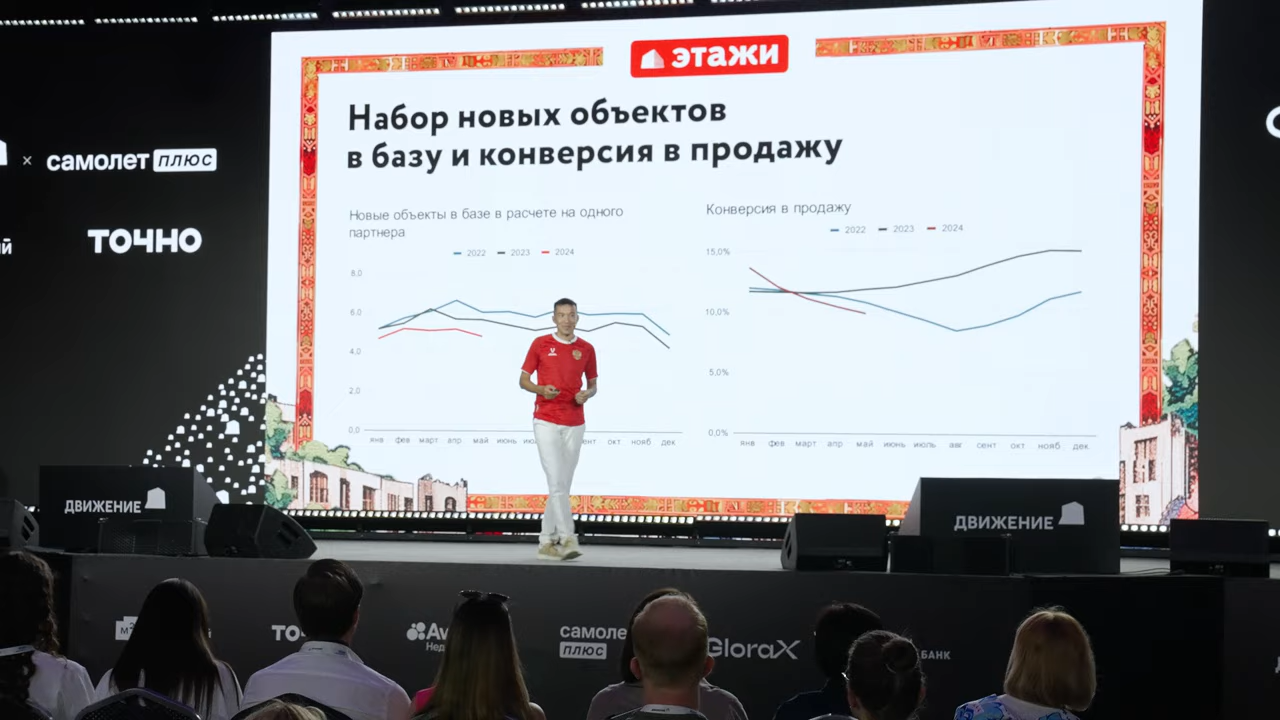 этажи
Набор новых объектов
в базу и конверсия в продажу
× самолет плюс
точно
Новые объекты в базе в расчете на одного
партнера
2022 2023 2024
8,0
6,0
4,0
2,0
0,0
янв фев март апр май июнь окт нояб дек
Конверсия в продажу
2022 2023 2024
15,0%
10,0%
5,0%
0,0%
янв фев март апр май июнь июль авг сент окт нояб дек
ДВИЖЕНИЕ
ДВИЖЕНИЕ
самолет
плюс
GloraX